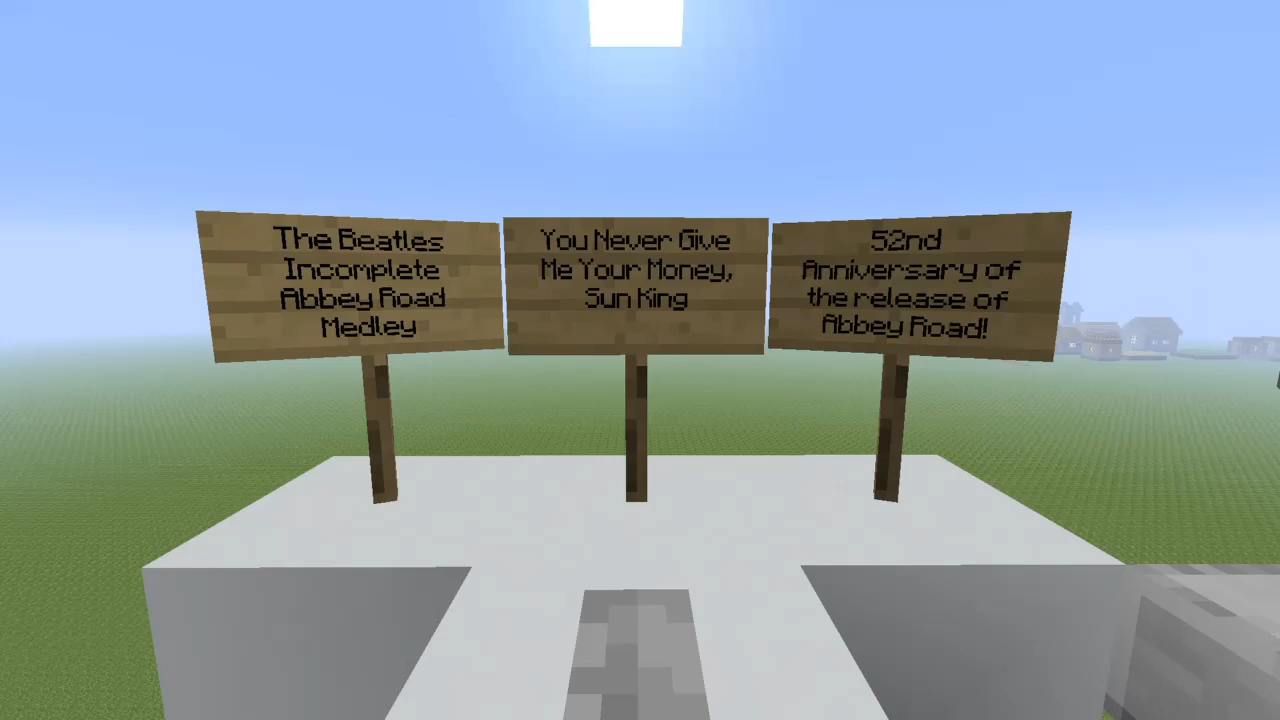 The Beatles
Incomplete
Abbey Road
Medley
You Never Give
Me Your Money,
Sun King
52nd
Anniversary of
the release of
Abbey Road!